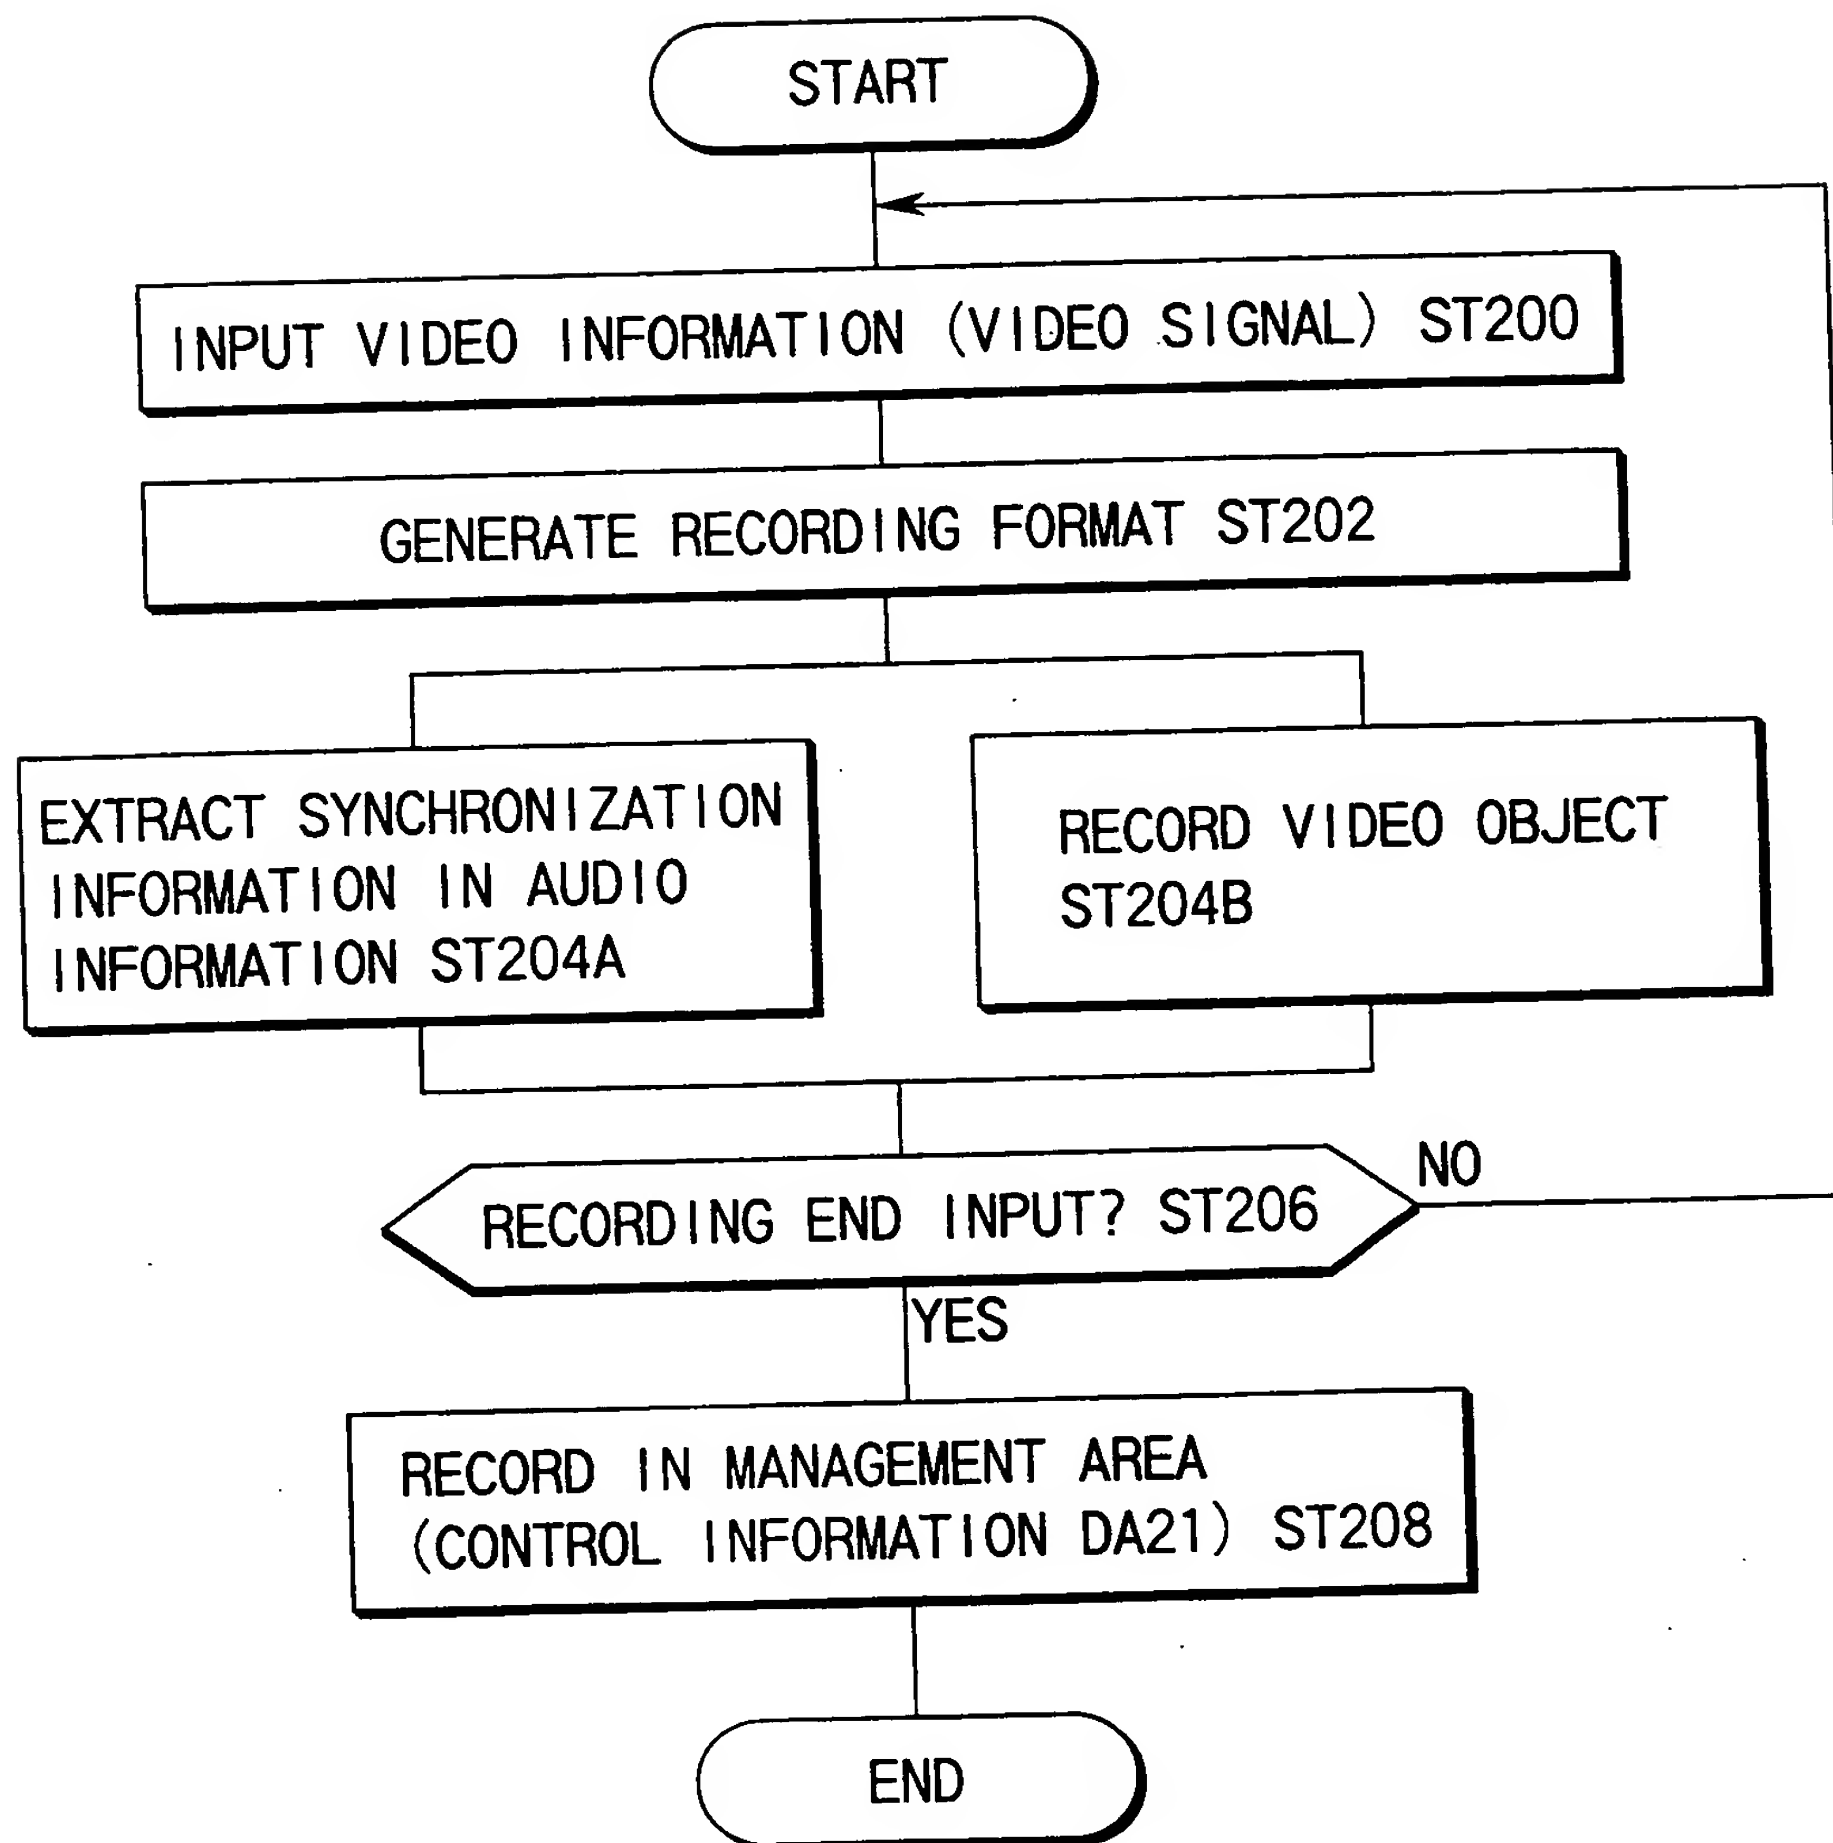 START
INPUT VIDEO INFORMATION (VIDEO SIGNAL) ST200
GENERATE RECORDING FORMAT ST202
EXTRACT SYNCHRONIZATION
INFORMATION IN AUDIO
INFORMATION ST204A
RECORD VIDEO OBJECT
ST204B
RECORDING END INPUT? ST206
NO
YES
RECORD IN MANAGEMENT AREA
(CONTROL INFORMATION DA21) ST208
END